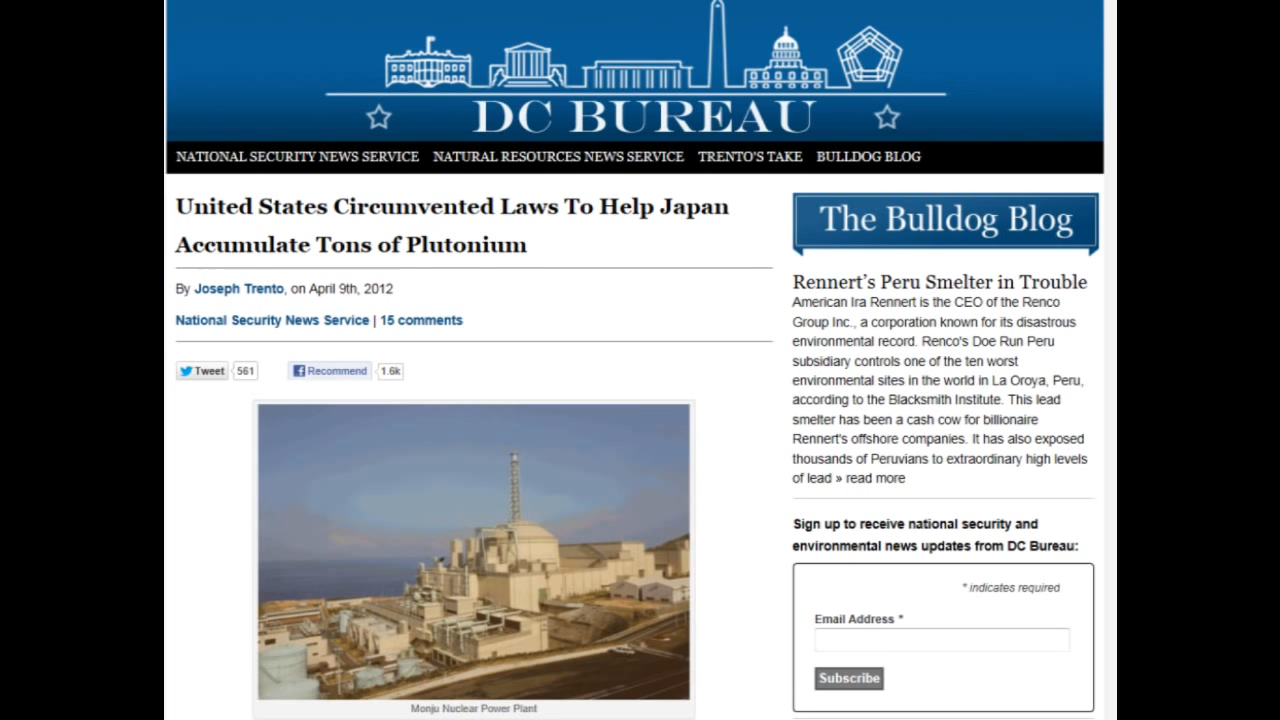 DC BUREAU
NATIONAL SECURITY NEWS SERVICE NATURAL RESOURCES NEWS SERVICE TRENTO'S TAKE BULLDOG BLOG
United States Circumvented Laws To Help Japan
Accumulate Tons of Plutonium
By Joseph Trento, on April 9th, 2012
National Security News Service | 15 comments
Tweet 561 Recommend 1.6k
Monju Nuclear Power Plant
The Bulldog Blog
Rennert's Peru Smelter in Trouble
American Ira Rennert is the CEO of the Renco
Group Inc., a corporation known for its disastrous
environmental record. Renco's Doe Run Peru
subsidiary controls one of the ten worst
environmental sites in the world in La Oroya, Peru,
according to the Blacksmith Institute. This lead
smelter has been a cash cow for billionaire
Rennert's offshore companies. It has also exposed
thousands of Peruvians to extraordinary high levels
of lead » read more
Sign up to receive national security and
environmental news updates from DC Bureau:
* indicates required
Email Address *
Subscribe